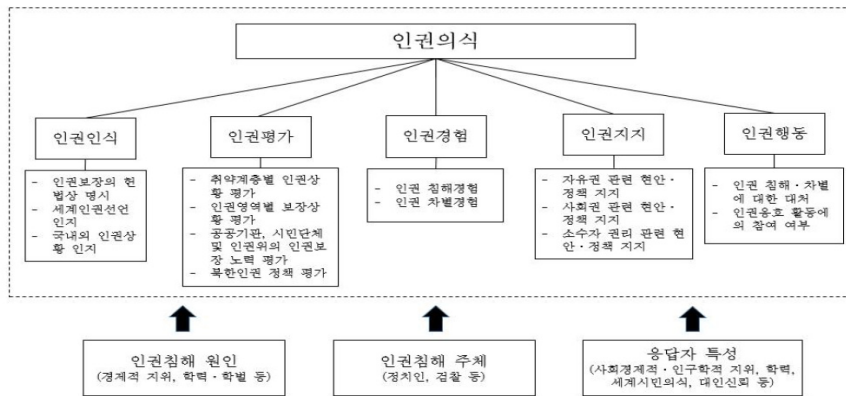 인권의식
인권인식
인권평가
인권경험
인권지지
인권행동
- 인권보장의 헌
법상 명시
- 세계인권선언
인지
- 국내외 인권상
황 인지
- 취약계층별 인권상
황 평가
- 인권영역별 보장상
황 평가
- 공공기관, 시민단체
및 인권위의 인권보
장 노력 평가
- 북한인권 정책 평가
- 인권 침해경험
- 인권 차별경험
- 자유권 관련 현안·
정책 지지
- 사회권 관련 현안·
정책 지지
- 소수자 권리 관련 현
안·정책 지지
- 인권 침해·차별
에 대한 대처
- 인권옹호 활동에
의 참여 여부
인권침해 원인
(경제적 지위, 학력·학벌 등)
인권침해 주체
(정치인, 검찰 등)
응답자 특성
(사회경제적·인구학적 지위, 학력,
세계시민의식, 대인신뢰 등)